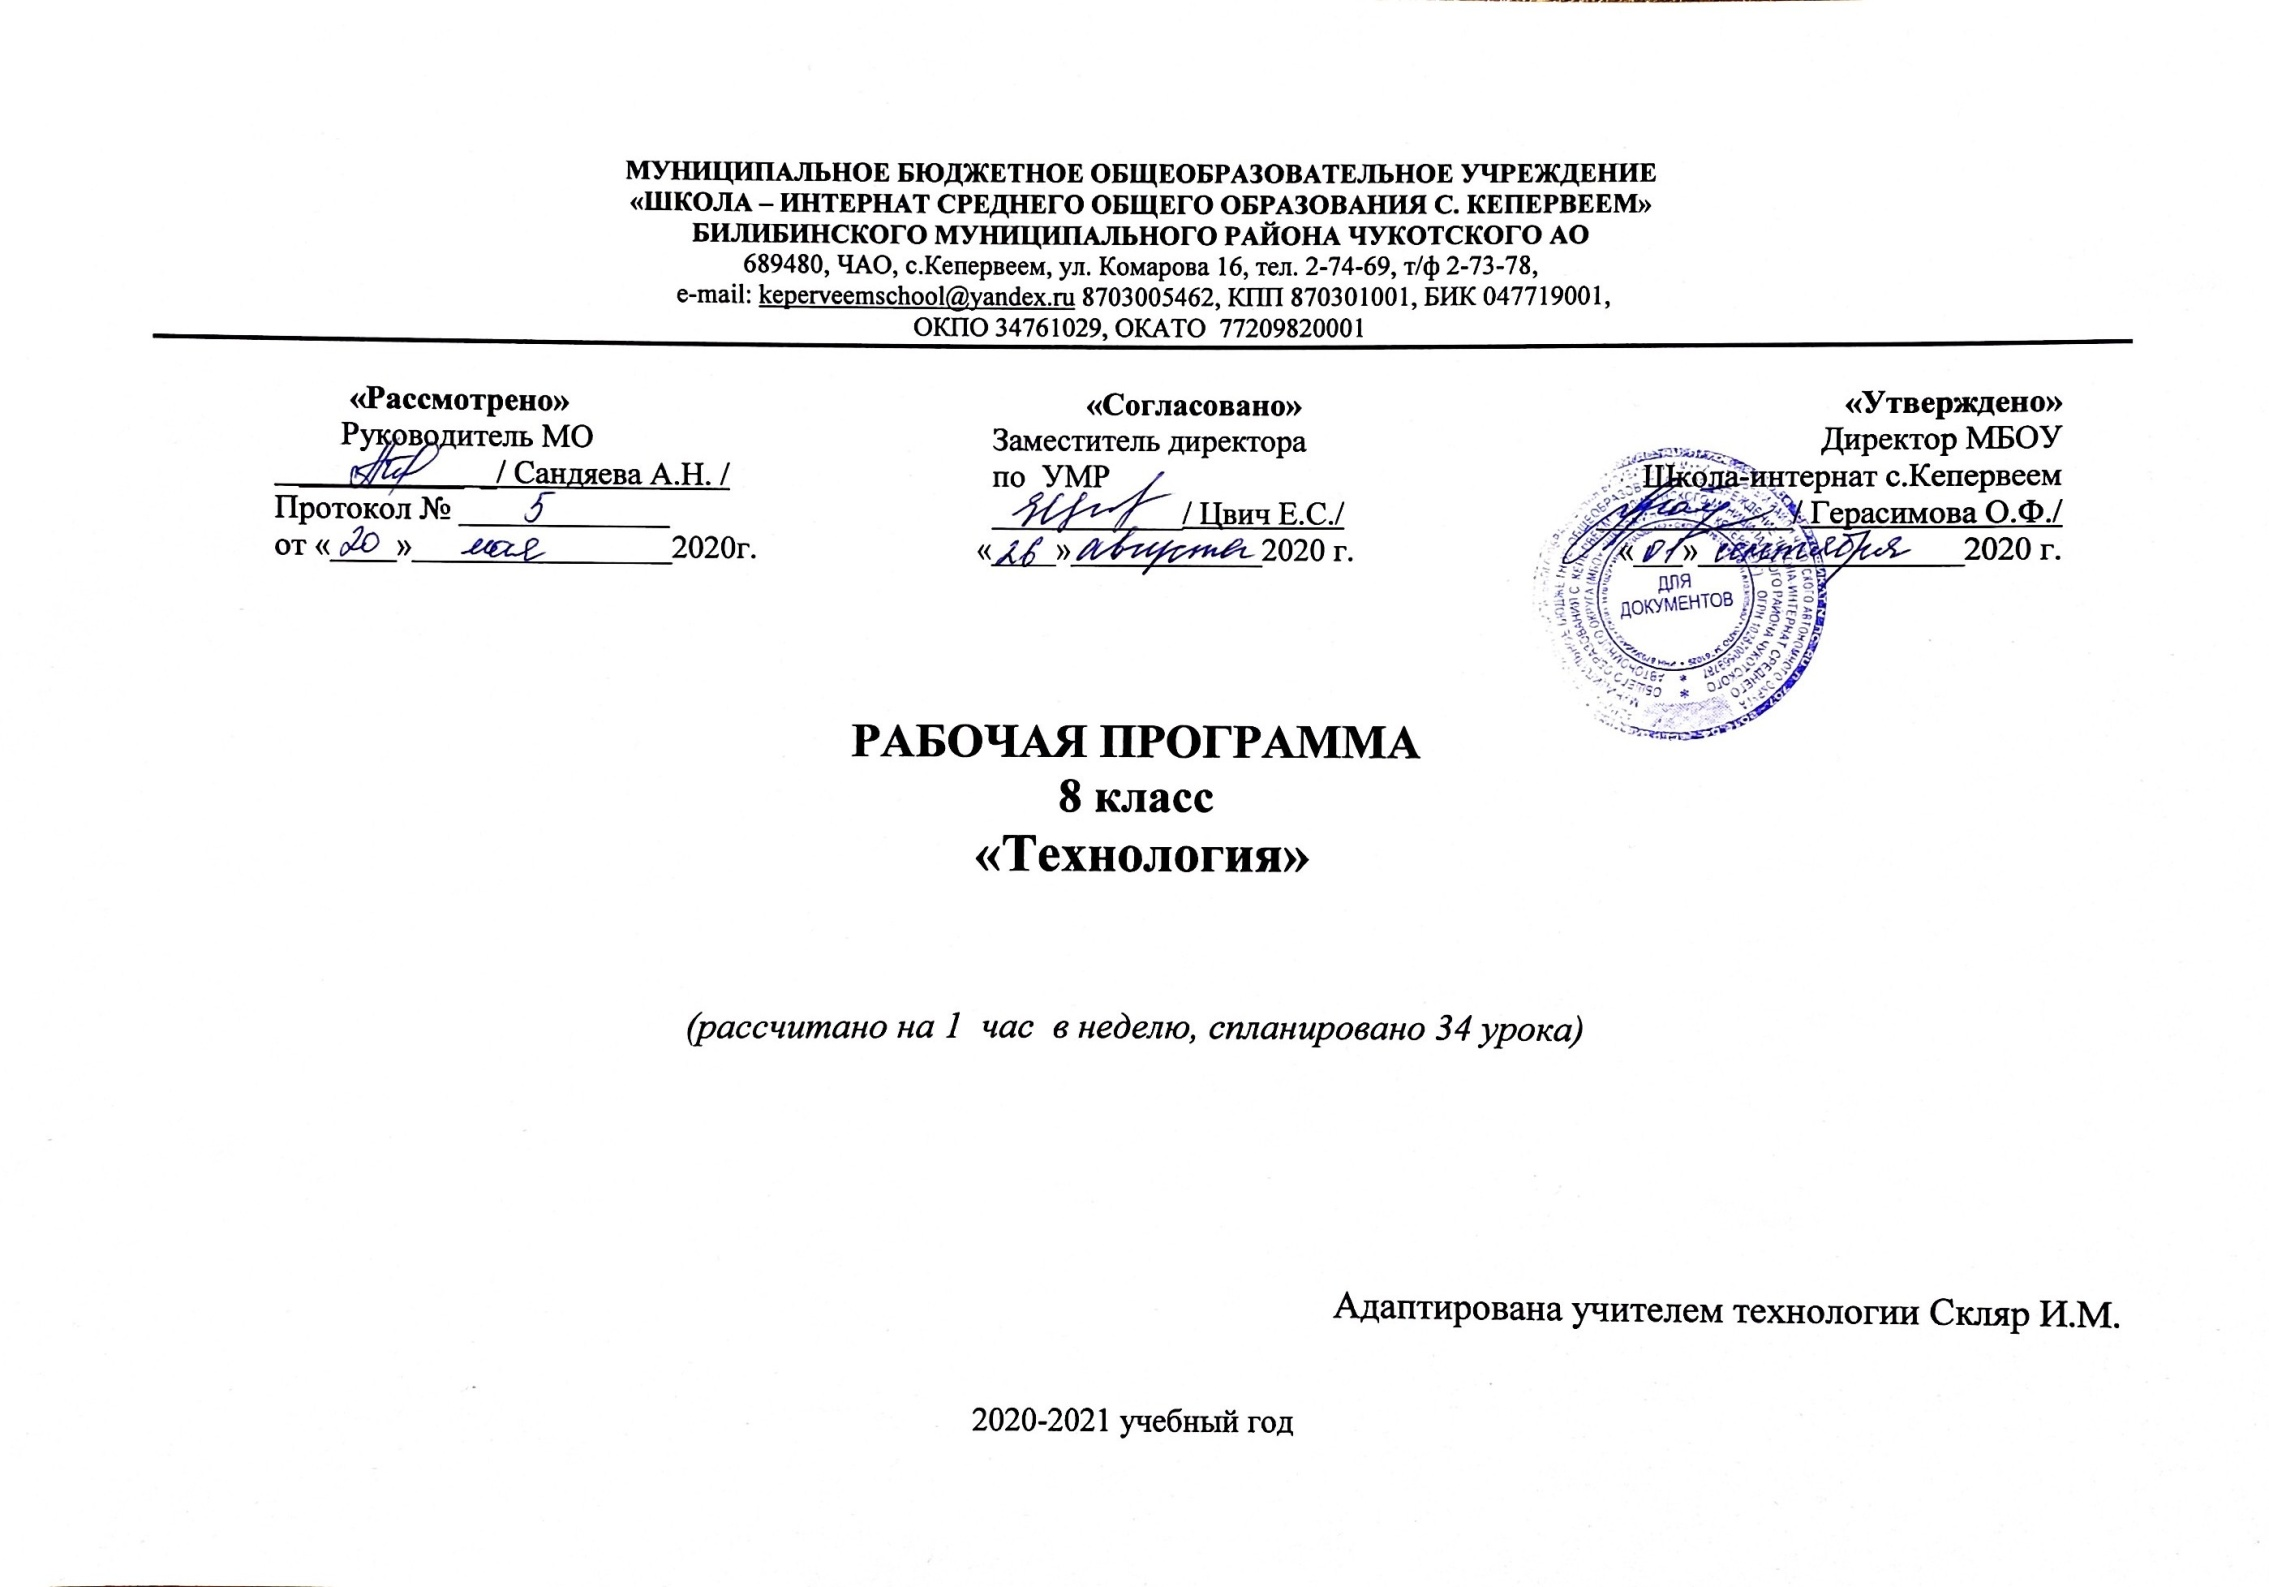 МУНИЦИПАЛЬНОЕ БЮДЖЕТНОЕ ОБЩЕОБРАЗОВАТЕЛЬНОЕ УЧРЕЖДЕНИЕ
«ШКОЛА – ИНТЕРНАТ СРЕДНЕГО ОБЩЕГО ОБРАЗОВАНИЯ С. КЕПЕРВЕЕМ»
БИЛИБИНСКОГО МУНИЦИПАЛЬНОГО РАЙОНА ЧУКОТСКОГО АО
689480, ЧАО, с.Кепервеем, ул. Комарова 16, тел. 2-74-69, т/ф 2-73-78,
e-mail: keperveemschool@yandex.ru 8703005462, КПП 870301001, БИК 047719001,
ОКПО 34761029, ОКАТО 77209820001
«Рассмотрено»
Руководитель МО
/ Сандяева А.Н. /
Протокол № 5
от «20» мая 2020г.
«Согласовано»
Заместитель директора
по УМР
/ Цвич Е.С./
«26» августа 2020 г.
«Утверждено»
Директор МБОУ
Школа-интернат с.Кепервеем
/ Герасимова О.Ф./
«01» сентября 2020 г.
ДЛЯ
ДОКУМЕНТОВ
РАБОЧАЯ ПРОГРАММА
8 класс
«Технология»
(рассчитано на 1 час в неделю, спланировано 34 урока)
Адаптирована учителем технологии Скляр И.М.
2020-2021 учебный год